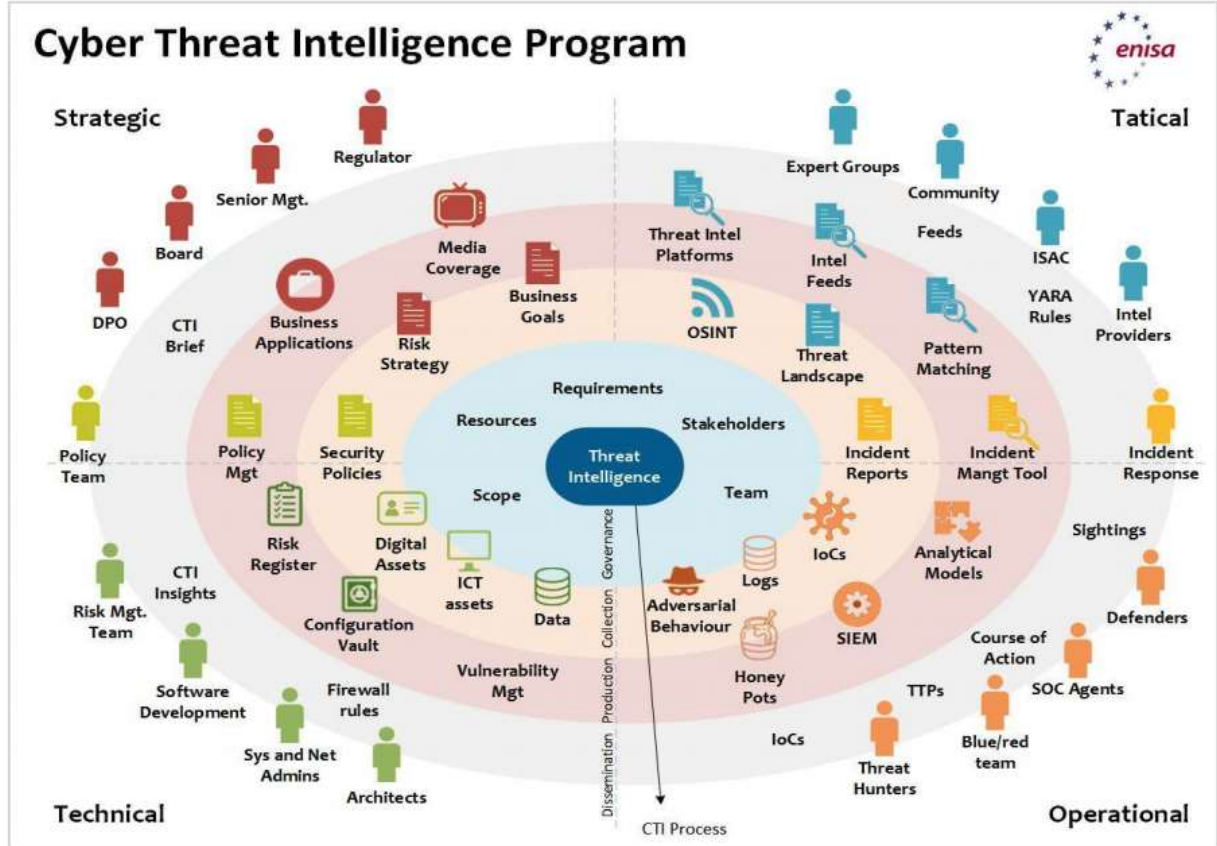 Cyber Threat Intelligence Program
enisa
Strategic
Tatical
Regulator
Senior Mgt.
Board
DPO
CTI
Brief
Media
Coverage
Business
Applications
Business
Goals
Risk
Strategy
Expert Groups
Community
Feeds
ISAC
YARA
Rules
Intel
Providers
Threat Intel
Platforms
Intel
Feeds
OSINT
Threat
Landscape
Pattern
Matching
Requirements
Resources
Stakeholders
Threat
Intelligence
Scope
Team
Policy
Team
Policy
Mgt
Security
Policies
Incident
Reports
Incident
Mangt Tool
Incident
Response
Risk
Register
Digital
Assets
ICT
assets
Data
Configuration
Vault
Vulnerability
Mgt
CTI
Insights
Risk Mgt.
Team
Software
Development
Firewall
rules
Sys and Net
Admins
Architects
Governance
Collection
Production
Dissemination
Adversarial
Behaviour
Logs
IoCs
Analytical
Models
SIEM
Honey
Pots
Sightings
Defenders
Course of
Action
SOC Agents
TTPs
Blue/red
team
IoCs
Threat
Hunters
CTI Process
Technical
Operational